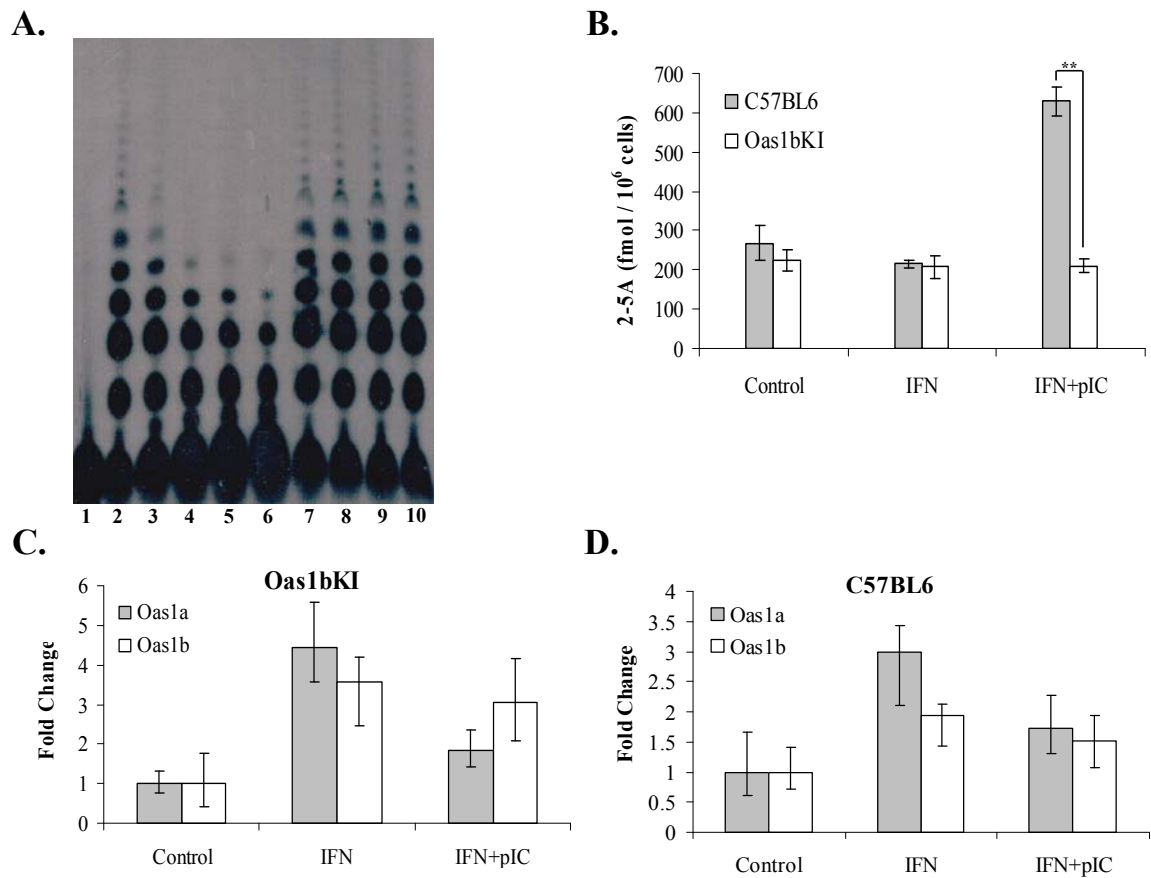 A.
1 2 3 4 5 6 7 8 9 10
B.
2-5A (fmol / 10⁶ cells)
700
600
500
400
300
200
100
0
C57BL6
Oas1bKI
**
Control IFN IFN+pIC
C.
Oas1bKI
Fold Change
6
5
4
3
2
1
0
Oas1a
Oas1b
Control IFN IFN+pIC
D.
C57BL6
Fold Change
4
3.5
3
2.5
2
1.5
1
0.5
0
Oas1a
Oas1b
Control IFN IFN+pIC